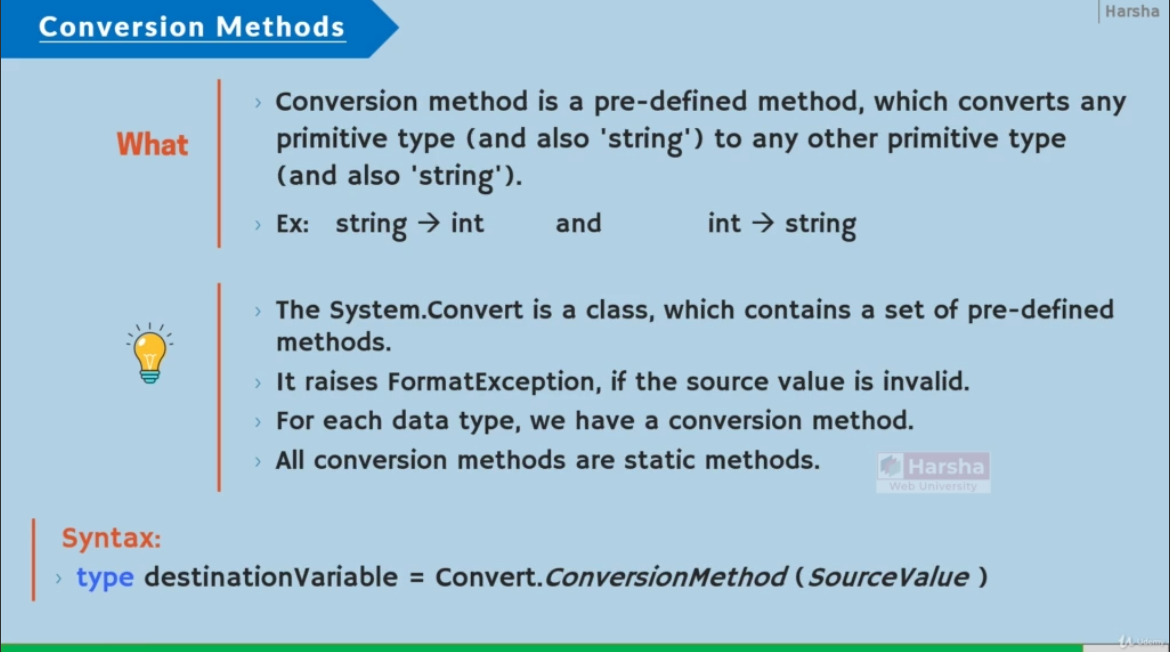 Conversion Methods
Harsha
What
› Conversion method is a pre-defined method, which converts any
primitive type (and also 'string') to any other primitive type
(and also 'string').
› Ex: string → int and int → string
› The System.Convert is a class, which contains a set of pre-defined
methods.
› It raises FormatException, if the source value is invalid.
› For each data type, we have a conversion method.
› All conversion methods are static methods.
Harsha
Web University
Syntax:
› type destinationVariable = Convert.ConversionMethod ( SourceValue )
Udemy